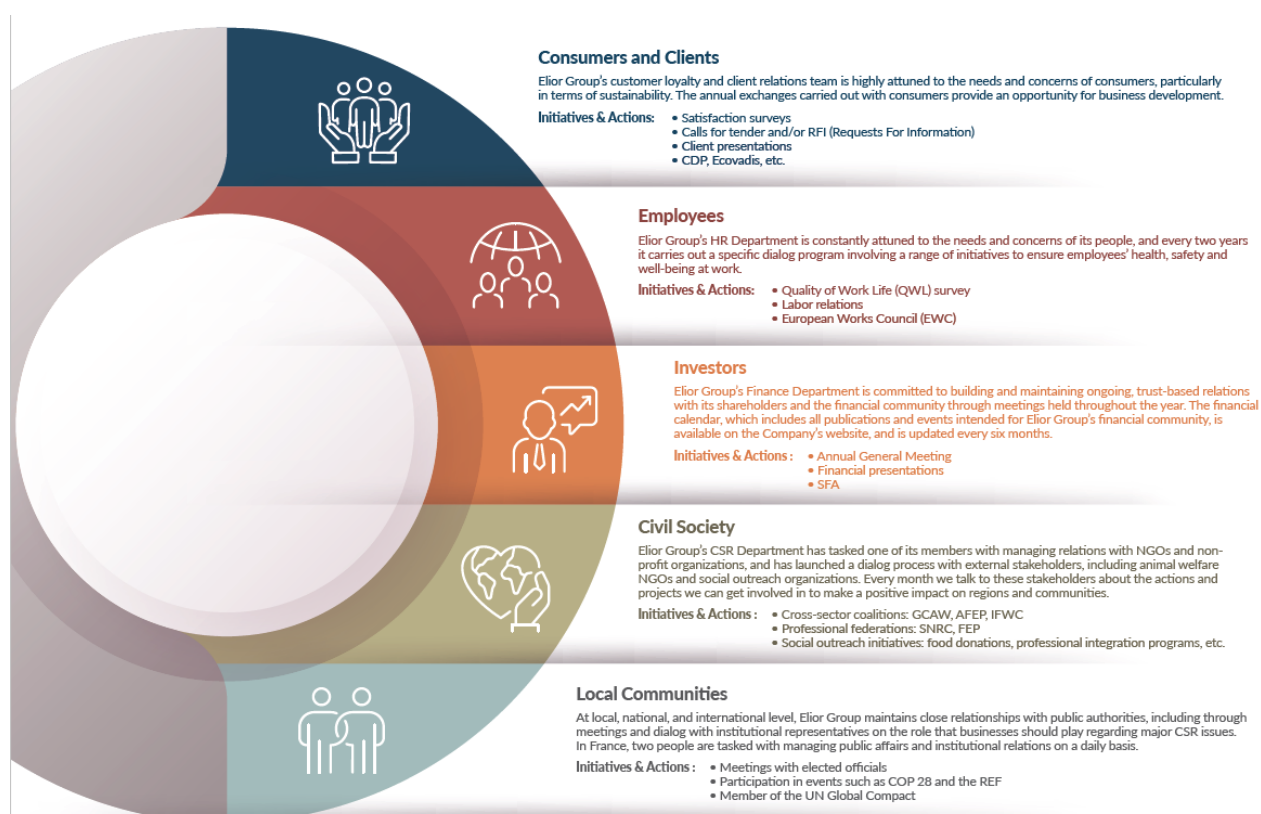 Consumers and Clients
Elior Group's customer loyalty and client relations team is highly attuned to the needs and concerns of consumers, particularly
in terms of sustainability. The annual exchanges carried out with consumers provide an opportunity for business development.
Initiatives & Actions: • Satisfaction surveys
• Calls for tender and/or RFI (Requests For Information)
• Client presentations
• CDP, Ecovadis, etc.
Employees
Elior Group's HR Department is constantly attuned to the needs and concerns of its people, and every two years
it carries out a specific dialog program involving a range of initiatives to ensure employees' health, safety and
well-being at work.
Initiatives & Actions: • Quality of Work Life (QWL) survey
• Labor relations
• European Works Council (EWC)
Investors
Elior Group's Finance Department is committed to building and maintaining ongoing, trust-based relations
with its shareholders and the financial community through meetings held throughout the year. The financial
calendar, which includes all publications and events intended for Elior Group's financial community, is
available on the Company's website, and is updated every six months.
Initiatives & Actions : • Annual General Meeting
• Financial presentations
• SFA
Civil Society
Elior Group's CSR Department has tasked one of its members with managing relations with NGOs and non-
profit organizations, and has launched a dialog process with external stakeholders, including animal welfare
NGOs and social outreach organizations. Every month we talk to these stakeholders about the actions and
projects we can get involved in to make a positive impact on regions and communities.
Initiatives & Actions : • Cross-sector coalitions: GCAW, AFEP, IFWC
• Professional federations: SNRC, FEP
• Social outreach initiatives: food donations, professional integration programs, etc.
Local Communities
At local, national, and international level, Elior Group maintains close relationships with public authorities, including through
meetings and dialog with institutional representatives on the role that businesses should play regarding major CSR issues.
In France, two people are tasked with managing public affairs and institutional relations on a daily basis.
Initiatives & Actions : • Meetings with elected officials
• Participation in events such as COP 28 and the REF
• Member of the UN Global Compact